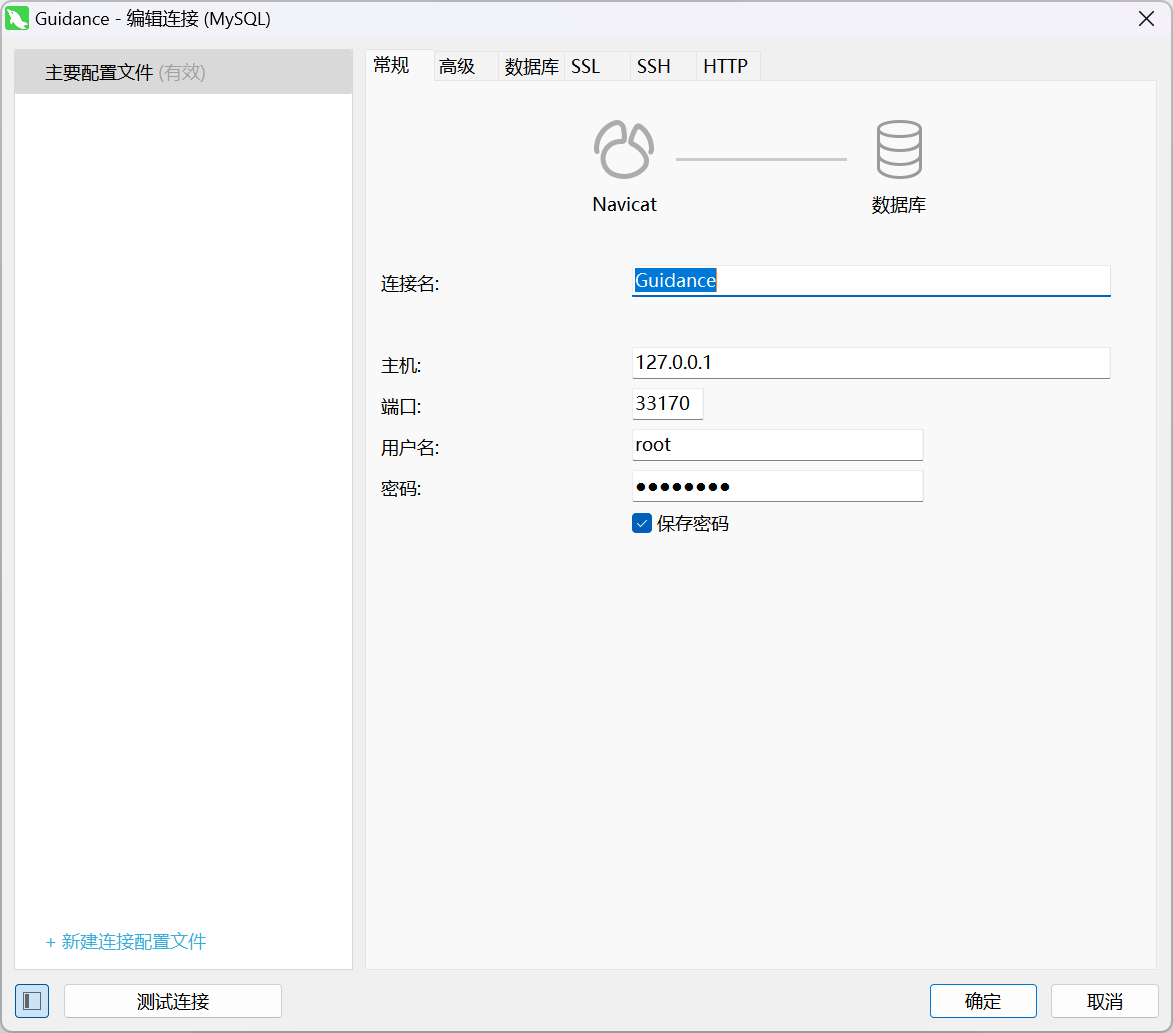 Guidance - 编辑连接 (MySQL)
主要配置文件 (有效)
常规 高级 数据库 SSL SSH HTTP
Navicat 数据库
连接名: Guidance
主机: 127.0.0.1
端口: 33170
用户名: root
密码: ●●●●●●●●
保存密码
+ 新建连接配置文件
测试连接 确定 取消